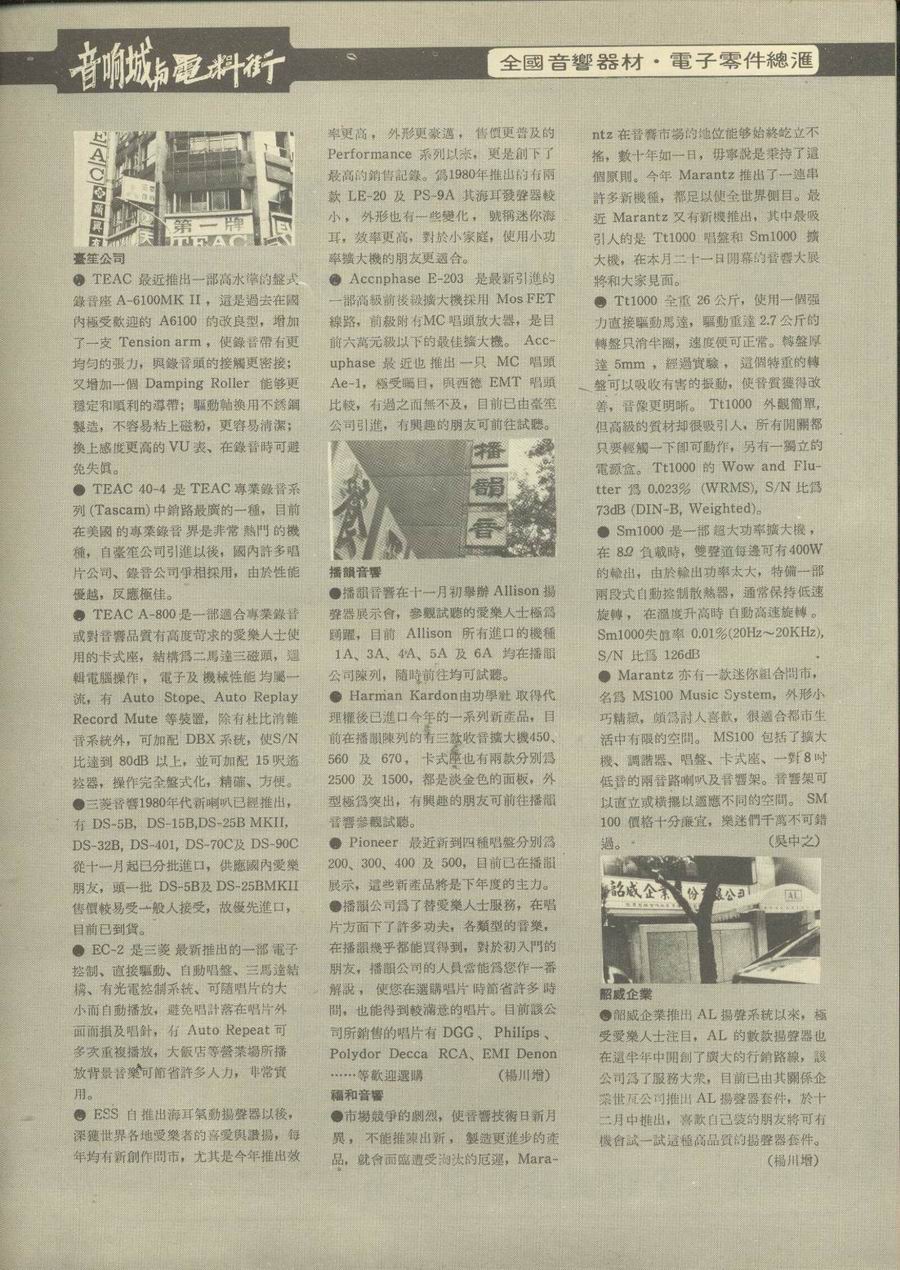 音响城与電料街
全國音響器材・電子零件總滙
TEAC
第一牌
TEAC
臺笙公司
● TEAC 最近推出一部高水準的盤式
錄音座 A-6100MK II，這是過去在國
內極受歡迎的 A6100 的改良型，增加
了一支 Tension arm，使錄音帶有更
均勻的張力，與錄音頭的接觸更密接；
又增加一個 Damping Roller 能够更
穩定和順利的導帶；驅動軸換用不銹鋼
製造，不容易粘上磁粉，更容易清潔；
換上感度更高的 VU 表、在錄音時可避
免失眞。
● TEAC 40-4 是 TEAC 專業錄音系
列 (Tascam) 中銷路最廣的一種，目前
在美國的專業錄音界是非常熱門的機
種，自臺笙公司引進以後，國內許多唱
片公司、錄音公司爭相採用，由於性能
優越，反應極佳。
● TEAC A-800 是一部適合專業錄音
或對音響品質有高度苛求的愛樂人士使
用的卡式座，結構爲二馬達三磁頭，邏
輯電腦操作，電子及機械性能均屬一
流，有 Auto Stope、Auto Replay
Record Mute 等裝置，除有杜比消雜
音系統外，可加配 DBX 系統，使S/N
比達到 80dB 以上，並可加配 15 呎遙
控器，操作完全盤式化，精確、方便。
●三菱音響1980年代新喇叭已經推出，
有 DS-5B, DS-15B,DS-25B MKII,
DS-32B, DS-401, DS-70C及 DS-90C
從十一月起已分批進口，供應國內愛樂
朋友，頭一批 DS-5B及 DS-25BMKII
售價較易受一般人接受，故優先進口，
目前已到貨。
● EC-2 是三菱最新推出的一部電子
控制、直接驅動、自動唱盤、三馬達結
構、有光電控制系統、可隨唱片的大
小而自動播放，避免唱針落在唱片外
面而損及唱針，有 Auto Repeat 可
多次重複播放，大飯店等營業場所播
放背景音樂可節省許多人力，非常實
用。
● ESS 自推出海耳氣動揚聲器以後，
深獲世界各地愛樂者的喜愛與讚揚，每
年均有新創作問市，尤其是今年推出效
率更高，外形更豪邁，售價更普及的
Performance 系列以來，更是創下了
最高的銷售記錄。爲1980年推出的有兩
款 LE-20 及 PS-9A 其海耳發聲器較
小，外形也有一些變化，號稱迷你海
耳，效率更高，對於小家庭，使用小功
率擴大機的朋友更適合。
● Accnphase E-203 是最新引進的
一部高級前後級擴大機採用 Mos FET
線路，前級附有MC 唱頭放大器，是目
前六萬元級以下的最佳擴大機。 Acc-
uphase 最近也推出一只 MC 唱頭
Ae-1，極受矚目，與西德 EMT 唱頭
比較，有過之而無不及，目前已由臺笙
公司引進，有興趣的朋友可前往試聽。
播韻音
播韻音響
●播韻音響在十一月初舉辦 Allison 揚
聲器展示會，參觀試聽的愛樂人士極爲
踴躍，目前 Allison 所有進口的機種
1A、3A、4A、5A 及 6A 均在播韻
公司陳列，隨時前往均可試聽。
● Harman Kardon由功學社取得代
理權後已進口今年的一系列新產品，目
前在播韻陳列的有三款收音擴大機450、
560 及 670，卡式座也有兩款分別爲
2500 及 1500，都是淡金色的面板，外
型極爲突出，有興趣的朋友可前往播韻
音響參觀試聽。
● Pioneer 最近新到四種唱盤分別爲
200、300、400 及 500，目前已在播韻
展示，這些新產品將是下年度的主力。
●播韻公司爲了替愛樂人士服務，在唱
片方面下了許多功夫，各類型的音樂，
在播韻幾乎都能買得到，對於初入門的
朋友，播韻公司的人員當能爲您作一番
解說，使您在選購唱片時節省許多時
間，也能得到較滿意的唱片。目前該公
司所銷售的唱片有 DGG、Philips、
Polydor Decca RCA、EMI Denon
……等歡迎選購 (楊川增)
福和音響
●市場競爭的劇烈，使音響技術日新月
異，不能推陳出新，製造更進步的產
品，就會面臨遭受淘汰的厄運，Mara-
ntz 在音響市場的地位能够始終屹立不
搖，數十年如一日，毋寧說是秉持了這
個原則。今年 Marantz 推出了一連串
許多新機種，都足以使全世界側目。最
近 Marantz 又有新機推出，其中最吸
引人的是 Tt1000 唱盤和 Sm1000 擴
大機，在本月二十一日開幕的音響大展
將和大家見面。
● Tt1000 全重 26 公斤，使用一個强
力直接驅動馬達，驅動重達 2.7 公斤的
轉盤只消半圈，速度便可正常。轉盤厚
達 5mm，經過實驗，這個特重的轉
盤可以吸收有害的振動，使音質獲得改
善，音像更明晰。 Tt1000 外觀簡單，
但高級的質材却很吸引人，所有開關都
只要輕觸一下即可動作，另有一獨立的
電源盒。 Tt1000 的 Wow and Flu-
tter 爲 0.023% (WRMS), S/N 比爲
73dB (DIN-B, Weighted)。
● Sm1000 是一部超大功率擴大機，
在 8Ω 負載時，雙聲道每邊可有400W
的輸出，由於輸出功率太大，特備一部
兩段式自動控制散熱器，通常保持低速
旋轉，在溫度升高時自動高速旋轉。
Sm1000失眞率 0.01%(20Hz～20KHz),
S/N 比爲 126dB
● Marantz 亦有一款迷你組合問市，
名爲 MS100 Music System，外形小
巧精緻，頗爲討人喜歡，很適合都市生
活中有限的空間。 MS100 包括了擴大
機、調諧器、唱盤、卡式座、一對 8 吋
低音的兩音路喇叭及音響架。音響架可
以直立或橫擺以適應不同的空間。 SM
100 價格十分廉宜，樂迷們千萬不可錯
過。 (吳中之)
韶威企業股份有限公司
AL
韶威企業
●韶威企業推出 AL 揚聲系統以來，極
受愛樂人士注目，AL 的數款揚聲器也
在這半年中開創了廣大的行銷路線，該
公司爲了服務大衆，目前已由其關係企
業世瓦公司推出 AL 揚聲器套件，於十
二月中推出，喜歡自己裝的朋友將可有
機會試一試這種高品質的揚聲器套件。
(楊川增)